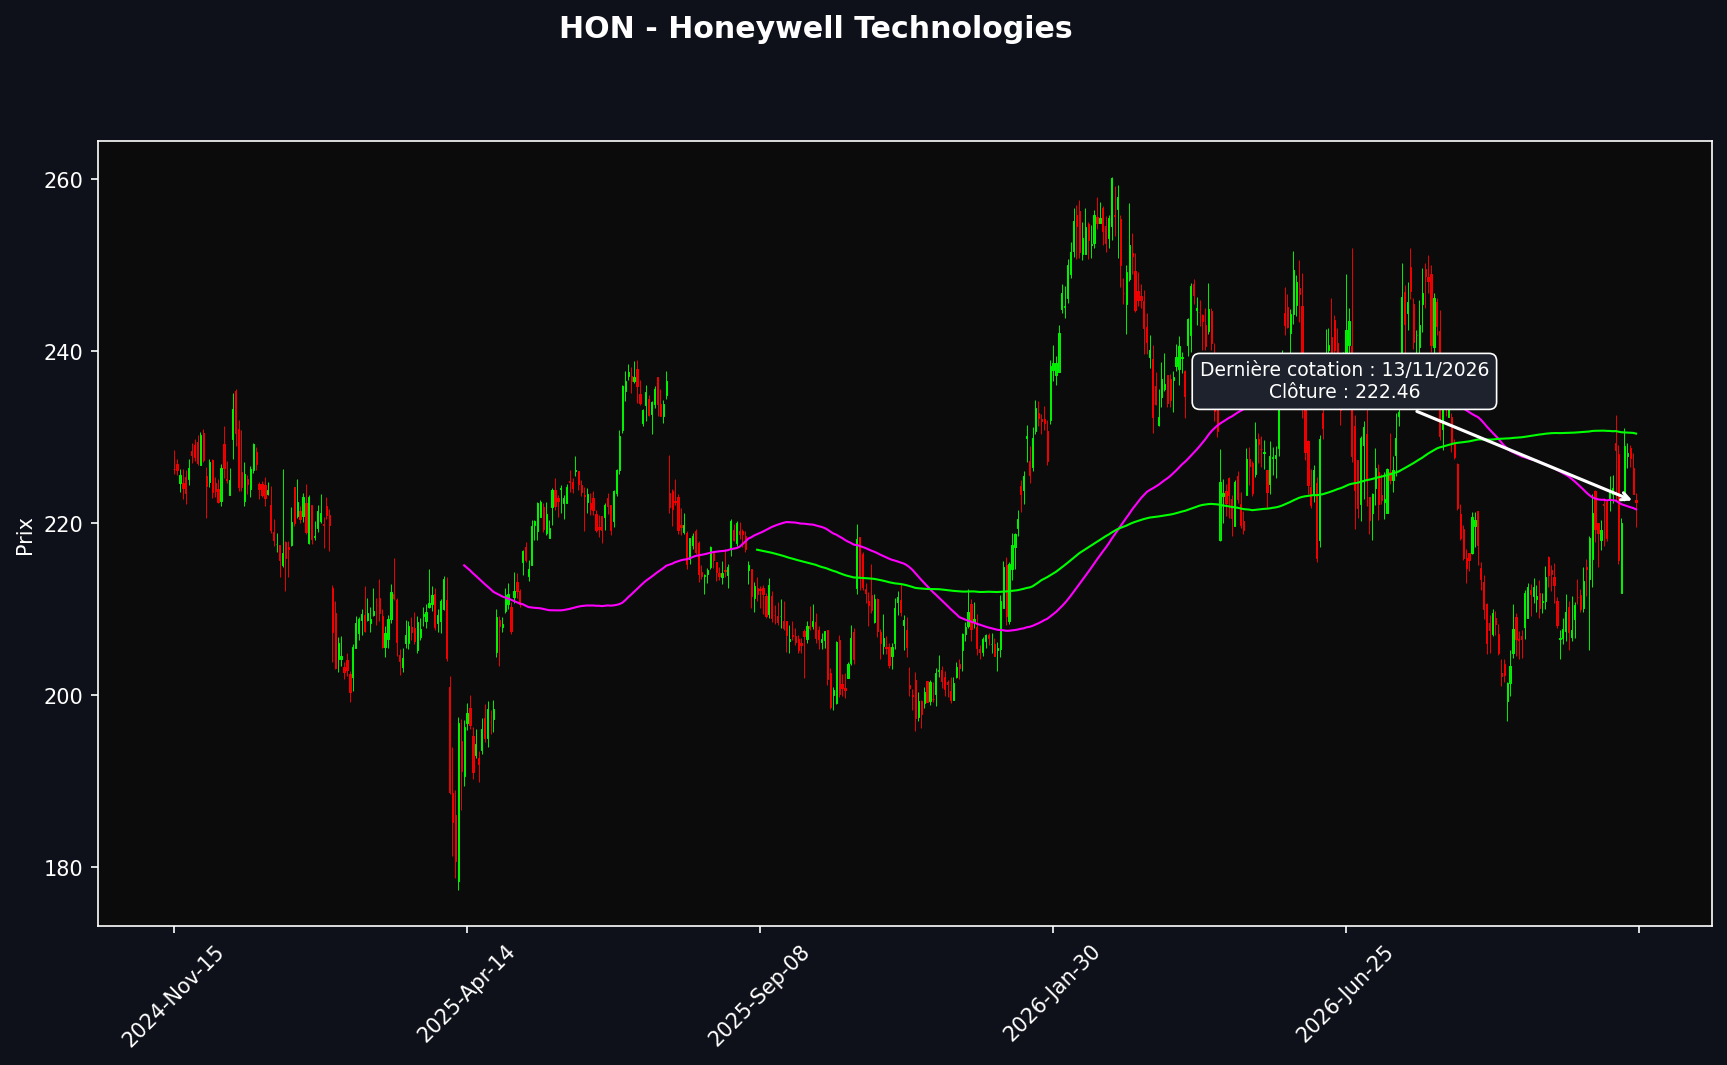 HON - Honeywell Technologies
Prix
260
240
220
200
180
Dernière cotation : 13/11/2026
Clôture : 222.46
2024-Nov-15
2025-Apr-14
2025-Sep-08
2026-Jan-30
2026-Jun-25